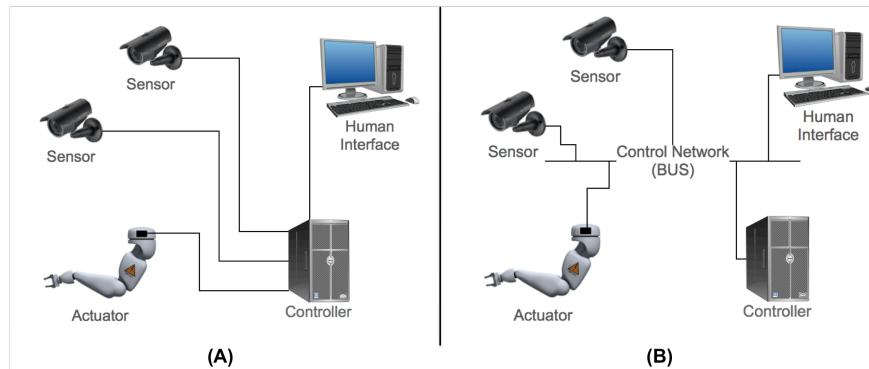 Sensor
Sensor
Human
Interface
Actuator
Controller
(A)
Sensor
Sensor
Control Network
(BUS)
Human
Interface
Actuator
Controller
(B)